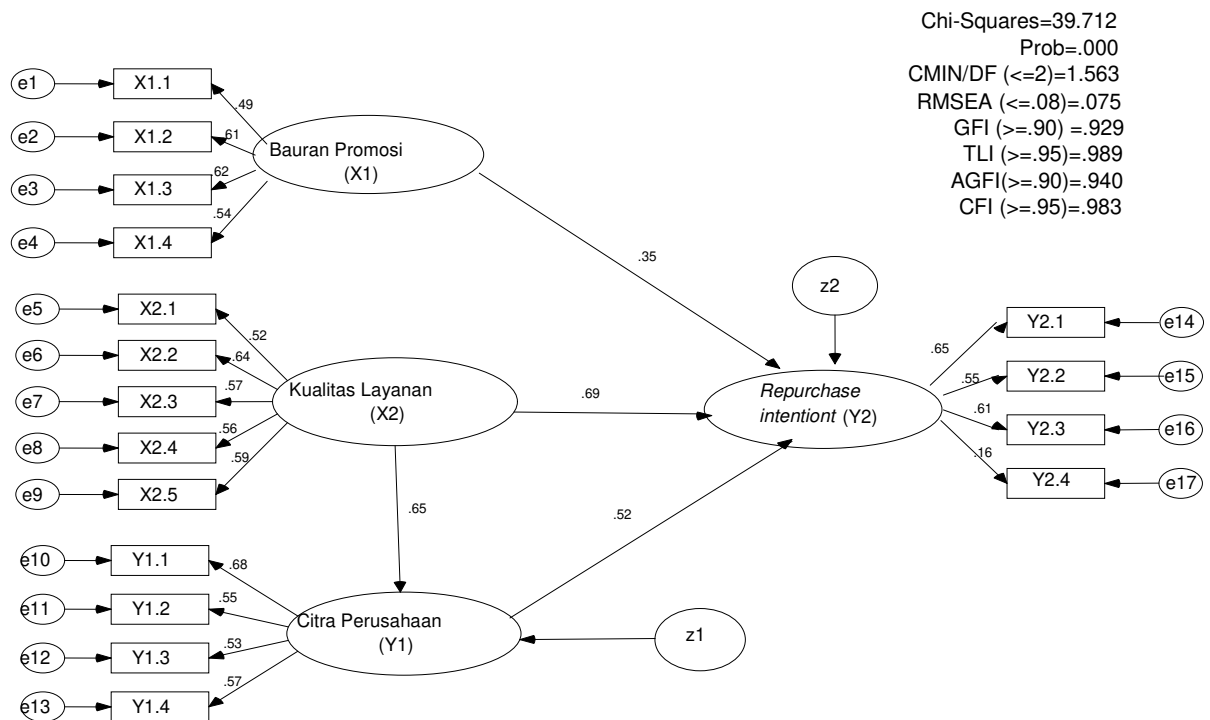 Chi-Squares=39.712
Prob=.000
CMIN/DF (<=2)=1.563
RMSEA (<=.08)=.075
GFI (>=.90) =.929
TLI (>=.95)=.989
AGFI(>=.90)=.940
CFI (>=.95)=.983
e1
X1.1
.49
e2
X1.2
.61
e3
X1.3
.62
e4
X1.4
.54
Bauran Promosi
(X1)
.35
e5
X2.1
.52
e6
X2.2
.64
e7
X2.3
.57
e8
X2.4
.56
e9
X2.5
.59
Kualitas Layanan
(X2)
.69
.65
e10
Y1.1
.68
e11
Y1.2
.55
e12
Y1.3
.53
e13
Y1.4
.57
Citra Perusahaan
(Y1)
.52
z1
z2
Repurchase
intentiont (Y2)
.65
Y2.1
e14
.55
Y2.2
e15
.61
Y2.3
e16
.16
Y2.4
e17